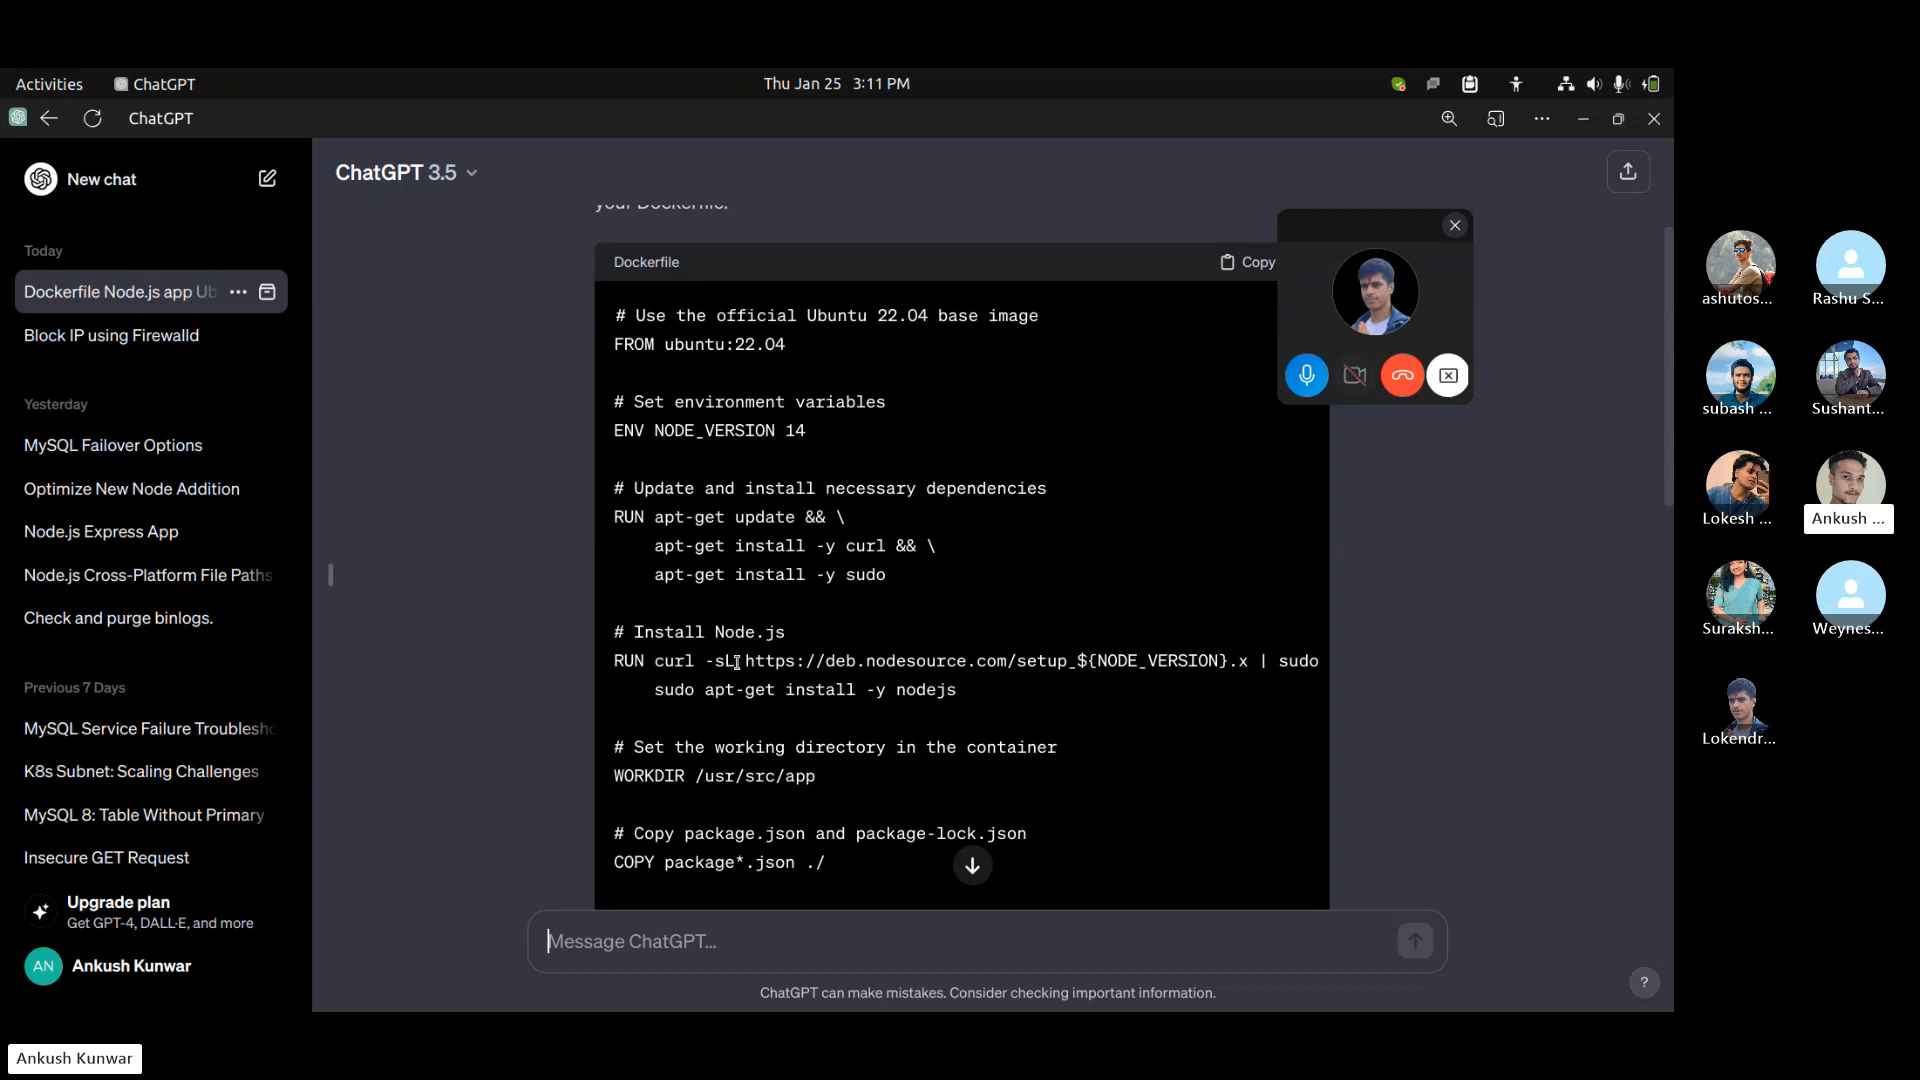 Activities
ChatGPT
Thu Jan 25 3:11 PM
ChatGPT
New chat
Today
Dockerfile Node.js app Ub
Block IP using Firewalld
Yesterday
MySQL Failover Options
Optimize New Node Addition
Node.js Express App
Node.js Cross-Platform File Paths
Check and purge binlogs.
Previous 7 Days
MySQL Service Failure Troublesho
K8s Subnet: Scaling Challenges
MySQL 8: Table Without Primary
Insecure GET Request
Upgrade plan
Get GPT-4, DALL·E, and more
AN
Ankush Kunwar
ChatGPT 3.5
your Dockerfile.
Dockerfile
Copy
# Use the official Ubuntu 22.04 base image
FROM ubuntu:22.04
# Set environment variables
ENV NODE_VERSION 14
# Update and install necessary dependencies
RUN apt-get update && \
apt-get install -y curl && \
apt-get install -y sudo
# Install Node.js
RUN curl -sL https://deb.nodesource.com/setup_${NODE_VERSION}.x | sudo
sudo apt-get install -y nodejs
# Set the working directory in the container
WORKDIR /usr/src/app
# Copy package.json and package-lock.json
COPY package*.json ./
Message ChatGPT...
ChatGPT can make mistakes. Consider checking important information.
?
ashutos...
Rashu S...
subash ...
Sushant...
Lokesh ...
Ankush ...
Suraksh...
Weynes...
Lokendr...
Ankush Kunwar